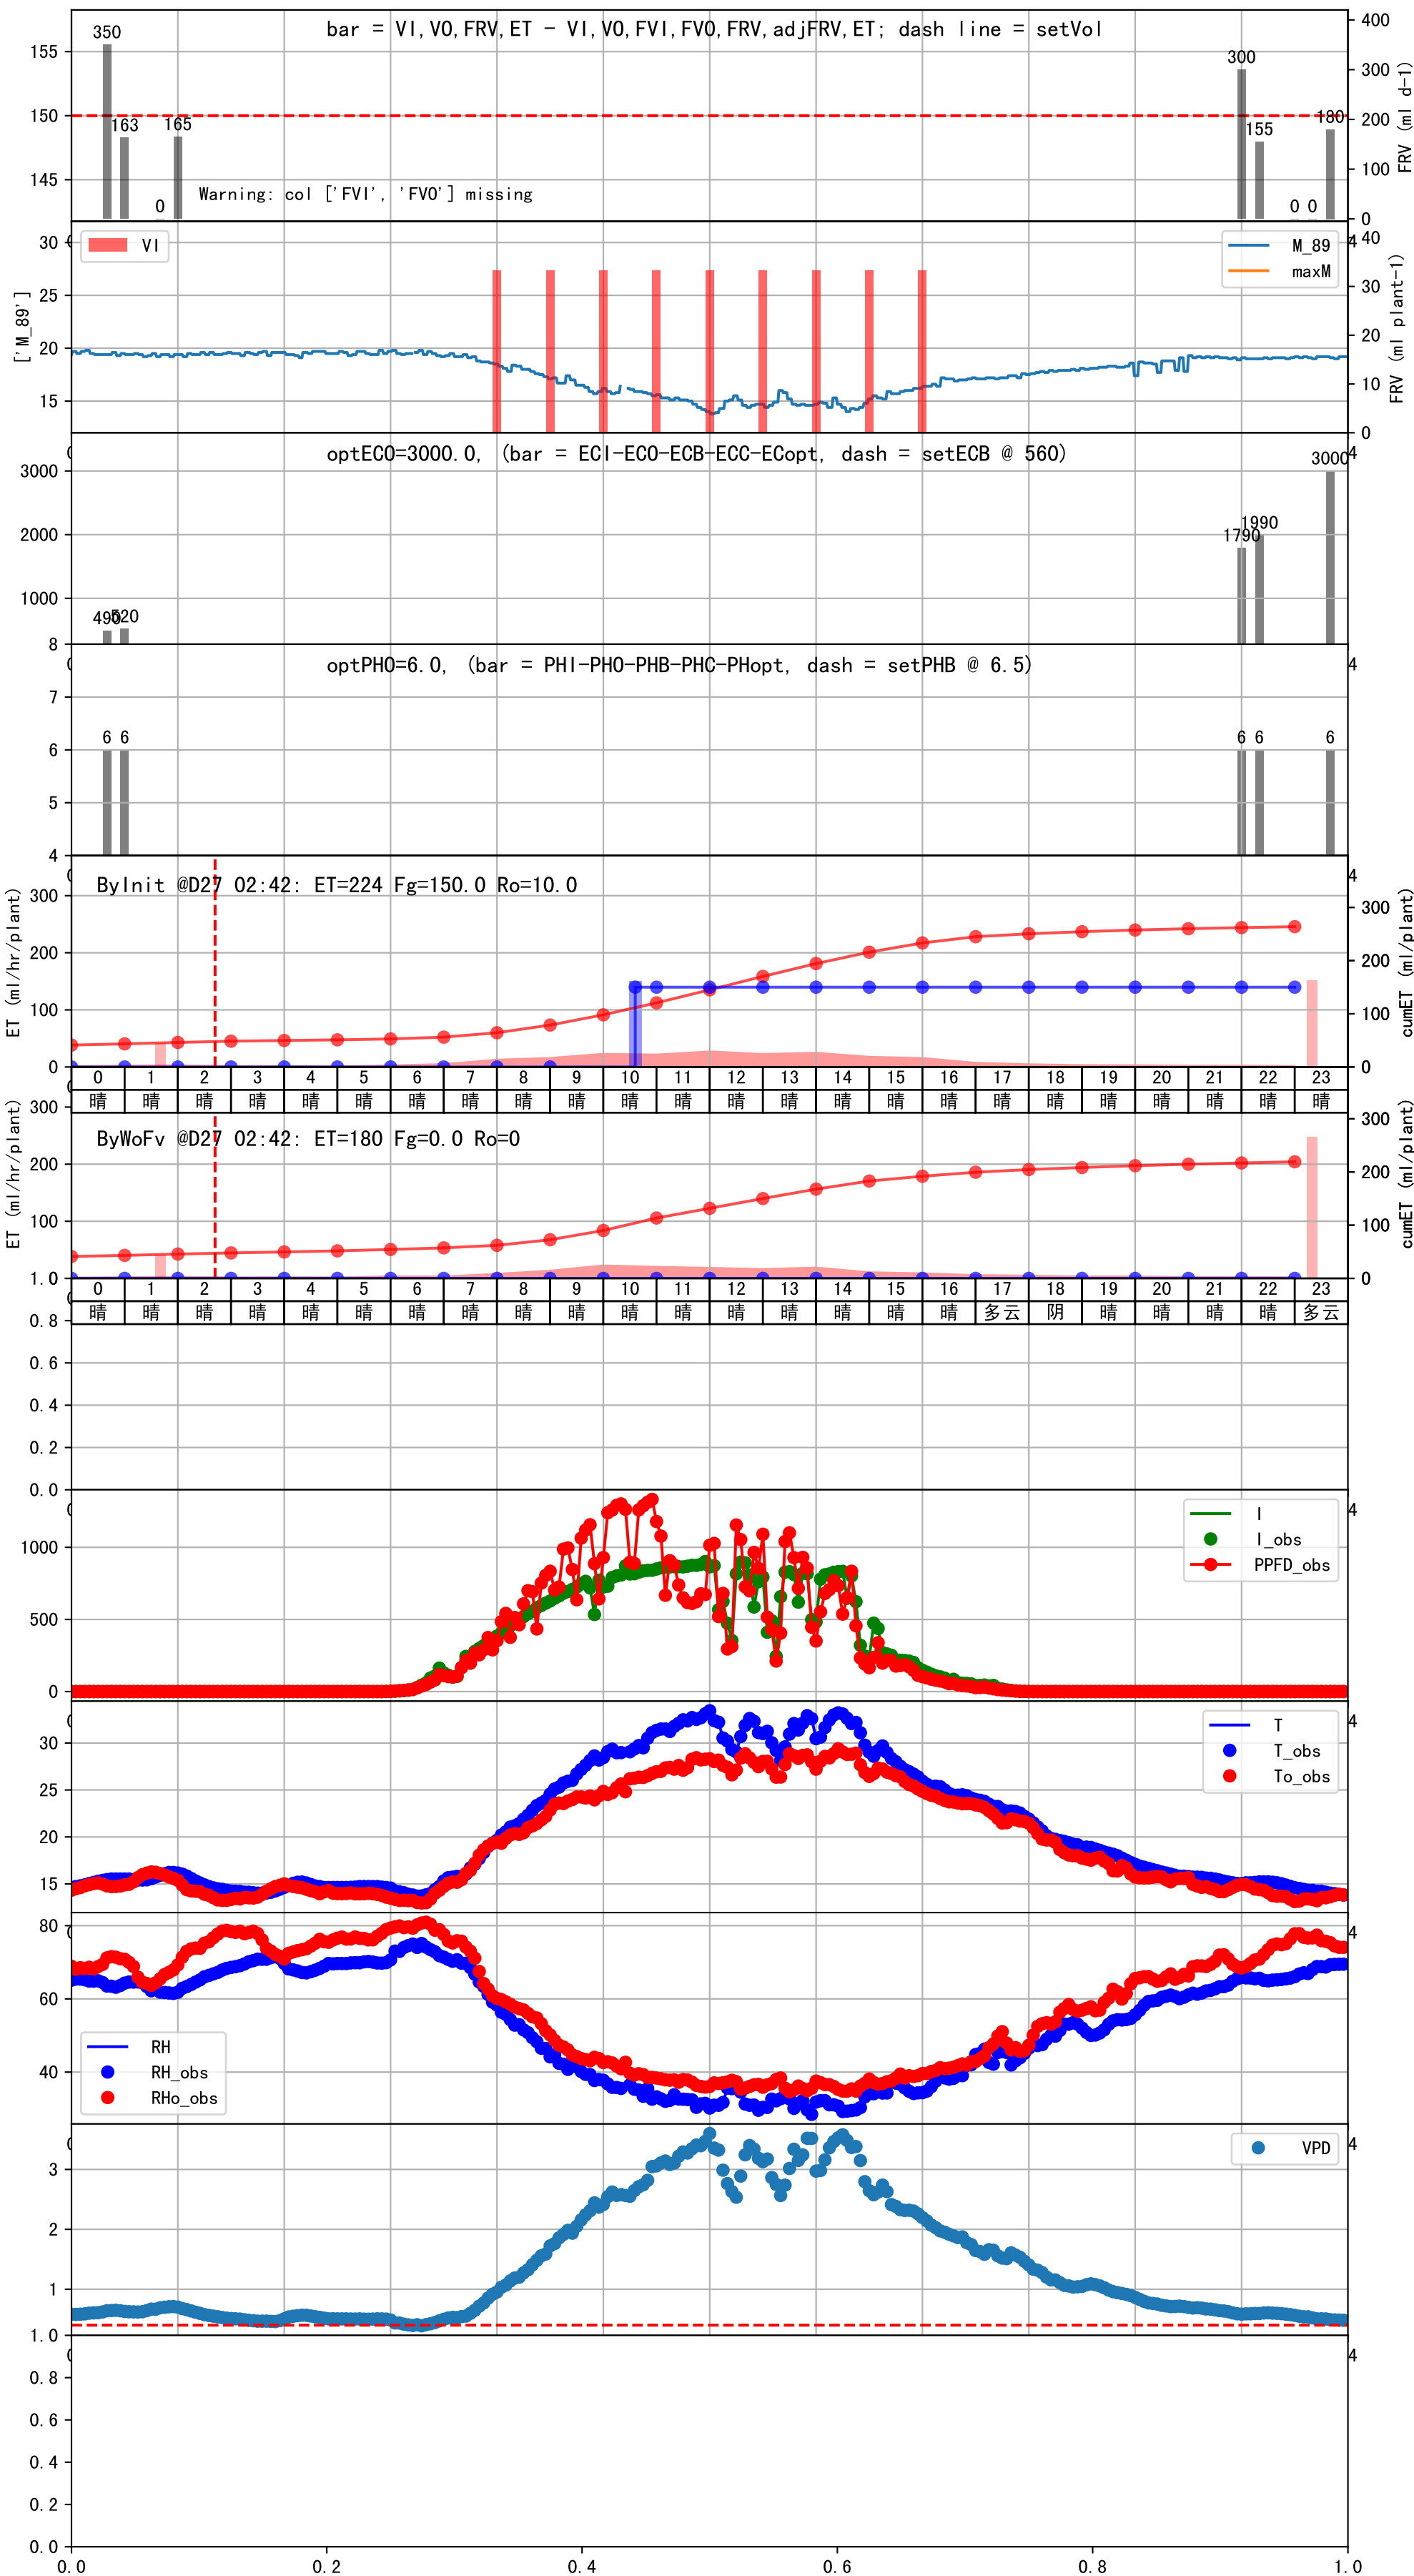 bar = VI,VO,FRV,ET - VI,VO,FVI,FVO,FRV,adjFRV,ET; dash line = setVol
350
163
0
165
300
155
0 0
180
155
150
145
400
300
200
100
0
FRV (ml d-1)
Warning: col ['FVI', 'FVO'] missing
VI
M_89
maxM
['M_89']
30
25
20
15
40
30
20
10
0
FRV (ml plant-1)
optECO=3000.0, (bar = ECI-ECO-ECB-ECC-ECopt, dash = setECB @ 560)
3000
2000
1000
490
520
1790
1990
3000
optPHO=6.0, (bar = PHI-PHO-PHB-PHC-PHopt, dash = setPHB @ 6.5)
8
7
6
5
4
6 6
6 6
6
ByInit @D27 02:42: ET=224 Fg=150.0 Ro=10.0
ET (ml/hr/plant)
300
200
100
0
300
200
100
0
cumET (ml/plant)
0 1 2 3 4 5 6 7 8 9 10 11 12 13 14 15 16 17 18 19 20 21 22 23
晴 晴 晴 晴 晴 晴 晴 晴 晴 晴 晴 晴 晴 晴 晴 晴 晴 晴 晴 晴 晴 晴 晴 晴
ByWoFv @D27 02:42: ET=180 Fg=0.0 Ro=0
ET (ml/hr/plant)
300
200
100
300
200
100
0
cumET (ml/plant)
0 1 2 3 4 5 6 7 8 9 10 11 12 13 14 15 16 17 18 19 20 21 22 23
晴 晴 晴 晴 晴 晴 晴 晴 晴 晴 晴 晴 晴 晴 晴 晴 晴 多云 阴 晴 晴 晴 晴 多云
1.0
0.8
0.6
0.4
0.2
0.0
I
I_obs
PPFD_obs
1000
500
0
T
T_obs
To_obs
30
25
20
15
RH
RH_obs
RHo_obs
80
60
40
VPD
3
2
1
1.0
0.8
0.6
0.4
0.2
0.0
0.0 0.2 0.4 0.6 0.8 1.0